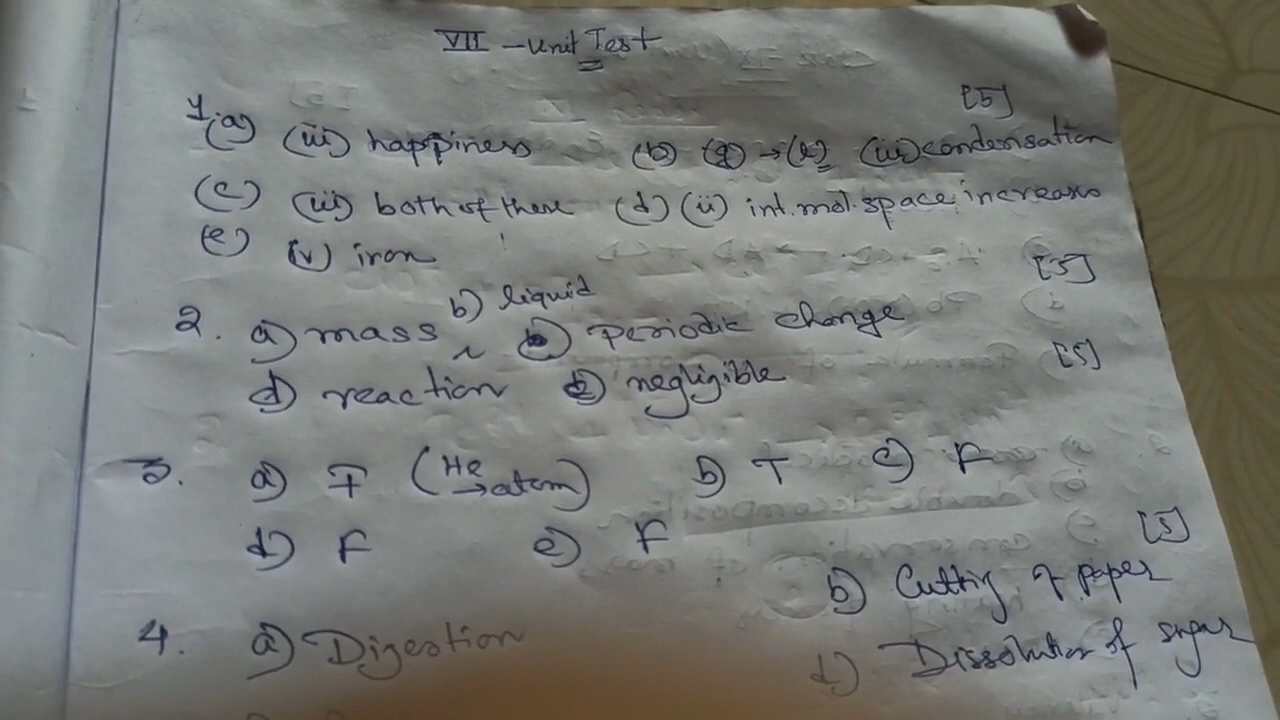 VII - Unit Test
[5]
1. (a) (iii) happiness (b) (g) → (l) (iii) condensation
(c) (iii) both of these (d) (ii) int. mol. space increases
(e) (v) iron
[5]
b) liquid
2. a) mass, c) periodic change
[5]
d) reaction e) negligible
3. a) F (He → atom) b) T c) F
d) F e) F
[5]
b) Cutting of paper
4. a) Digestion
d) Dissolution of sugar